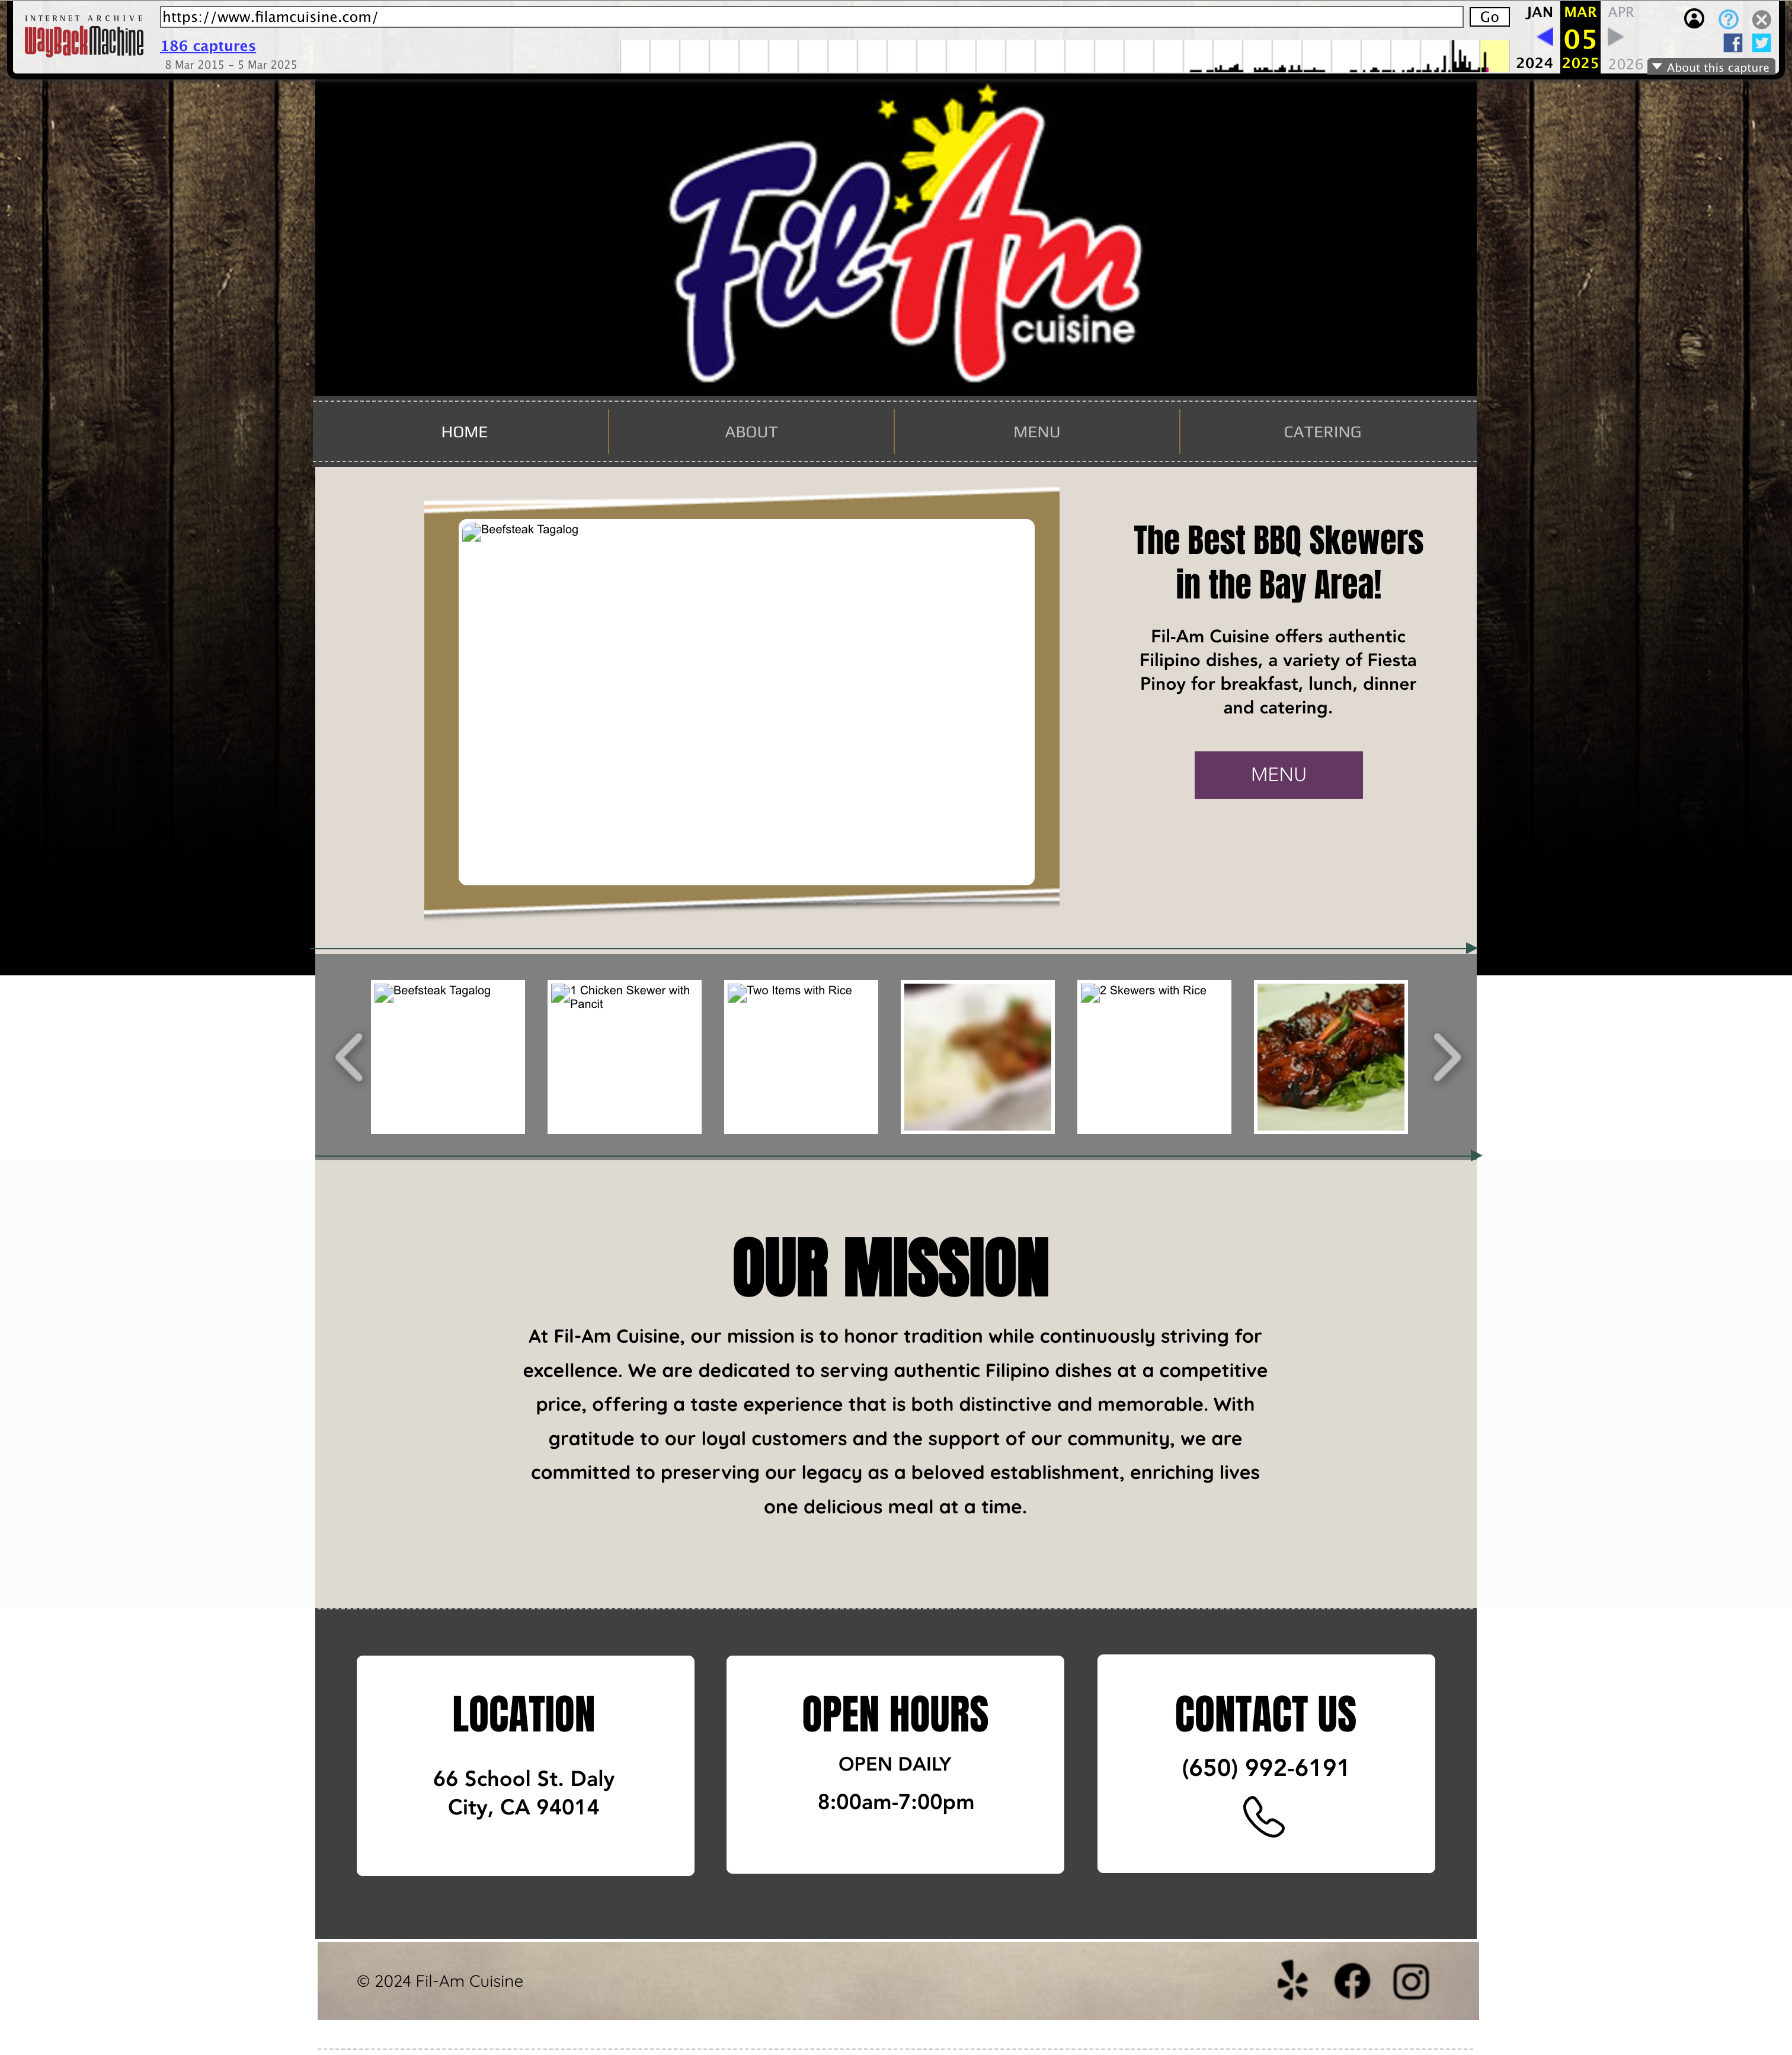 INTERNET ARCHIVE
WayBackMachine
https://www.filamcuisine.com/
Go
186 captures
8 Mar 2015 - 5 Mar 2025
JAN
MAR
APR
05
2024
2025
2026
About this capture
Fil-Am
cuisine
HOME
ABOUT
MENU
CATERING
Beefsteak Tagalog
The Best BBQ Skewers
in the Bay Area!
Fil-Am Cuisine offers authentic
Filipino dishes, a variety of Fiesta
Pinoy for breakfast, lunch, dinner
and catering.
MENU
Beefsteak Tagalog
1 Chicken Skewer with
Pancit
Two Items with Rice
2 Skewers with Rice
OUR MISSION
At Fil-Am Cuisine, our mission is to honor tradition while continuously striving for
excellence. We are dedicated to serving authentic Filipino dishes at a competitive
price, offering a taste experience that is both distinctive and memorable. With
gratitude to our loyal customers and the support of our community, we are
committed to preserving our legacy as a beloved establishment, enriching lives
one delicious meal at a time.
LOCATION
66 School St. Daly
City, CA 94014
OPEN HOURS
OPEN DAILY
8:00am-7:00pm
CONTACT US
(650) 992-6191
© 2024 Fil-Am Cuisine